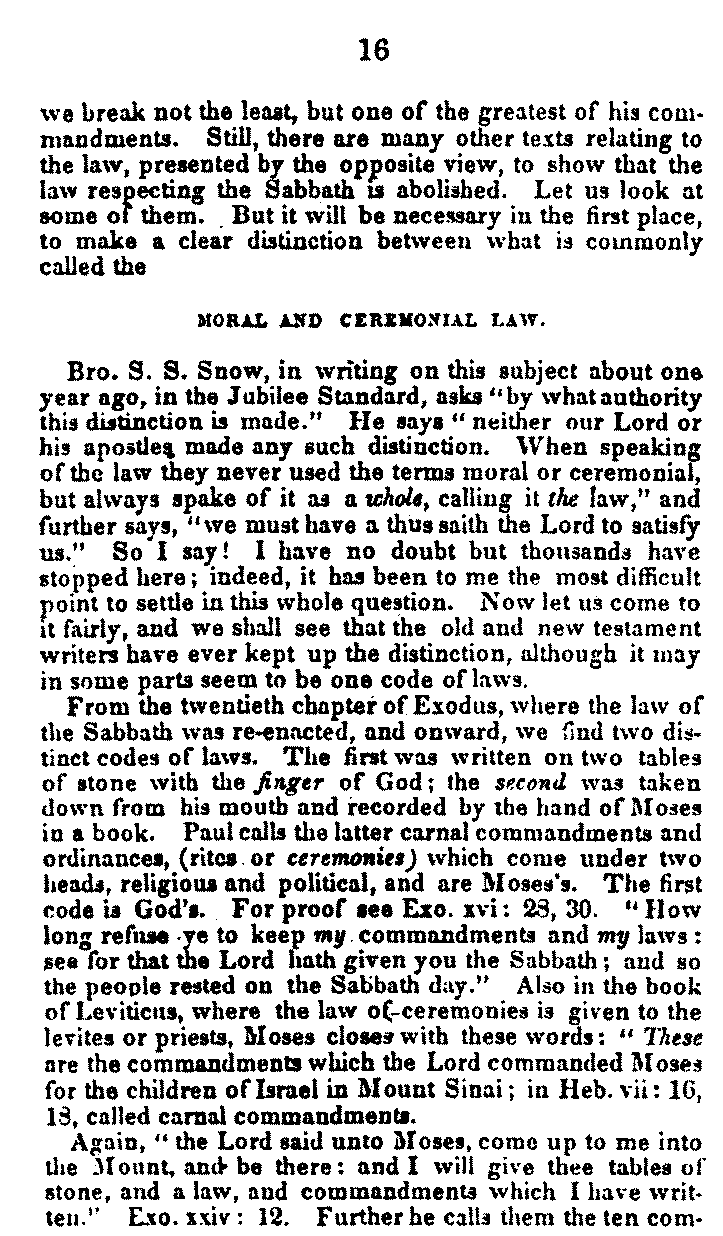 16
we break not the least, but one of the greatest of his com-
mandments. Still, there are many other texts relating to
the law, presented by the opposite view, to show that the
law respecting the Sabbath is abolished. Let us look at
some of them. But it will be necessary in the first place,
to make a clear distinction between what is commonly
called the
MORAL AND CEREMONIAL LAW.
Bro. S. S. Snow, in writing on this subject about one
year ago, in the Jubilee Standard, asks "by what authority
this distinction is made." He says "neither our Lord or
his apostles made any such distinction. When speaking
of the law they never used the terms moral or ceremonial,
but always spake of it as a whole, calling it the law," and
further says, "we must have a thus saith the Lord to satisfy
us." So I say! I have no doubt but thousands have
stopped here; indeed, it has been to me the most difficult
point to settle in this whole question. Now let us come to
it fairly, and we shall see that the old and new testament
writers have ever kept up the distinction, although it may
in some parts seem to be one code of laws.
From the twentieth chapter of Exodus, where the law of
the Sabbath was re-enacted, and onward, we find two dis-
tinct codes of laws. The first was written on two tables
of stone with the finger of God; the second was taken
down from his mouth and recorded by the hand of Moses
in a book. Paul calls the latter carnal commandments and
ordinances, (rites or ceremonies) which come under two
heads, religious and political, and are Moses's. The first
code is God's. For proof see Exo. xvi: 28, 30. "How
long refuse ye to keep my commandments and my laws:
see for that the Lord hath given you the Sabbath; and so
the people rested on the Sabbath day." Also in the book
of Leviticus, where the law of ceremonies is given to the
levites or priests, Moses closes with these words: "These
are the commandments which the Lord commanded Moses
for the children of Israel in Mount Sinai; in Heb. vii: 16,
18, called carnal commandments.
Again, "the Lord said unto Moses, come up to me into
the Mount, and be there: and I will give thee tables of
stone, and a law, and commandments which I have writ-
ten." Exo. xxiv: 12. Further he calls them the ten com-